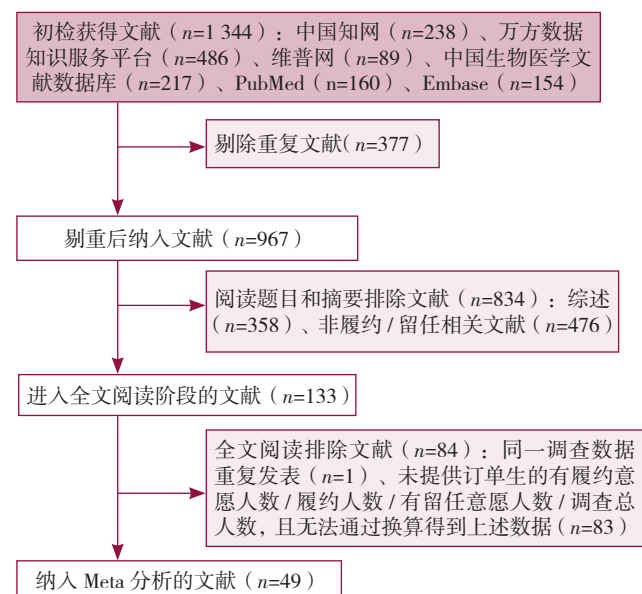 初检获得文献（n=1 344）：中国知网（n=238）、万方数据
知识服务平台（n=486）、维普网（n=89）、中国生物医学文
献数据库（n=217）、PubMed（n=160）、Embase（n=154）
剔除重复文献（n=377）
剔重后纳入文献（n=967）
阅读题目和摘要排除文献（n=834）：综述
（n=358）、非履约 / 留任相关文献（n=476）
进入全文阅读阶段的文献（n=133）
全文阅读排除文献（n=84）：同一调查数据
重复发表（n=1）、未提供订单生的有履约意
愿人数 / 履约人数 / 有留任意愿人数 / 调查总
人数，且无法通过换算得到上述数据（n=83）
纳入 Meta 分析的文献（n=49）